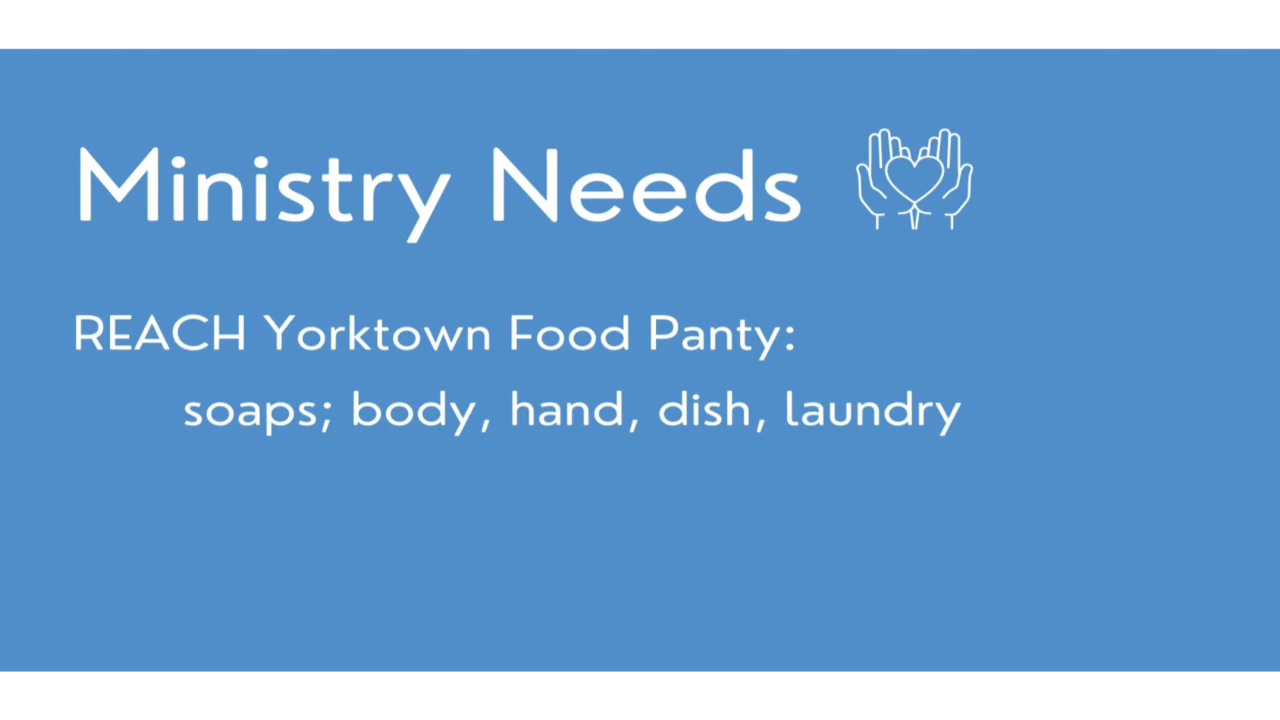 Ministry Needs
REACH Yorktown Food Panty:
soaps; body, hand, dish, laundry